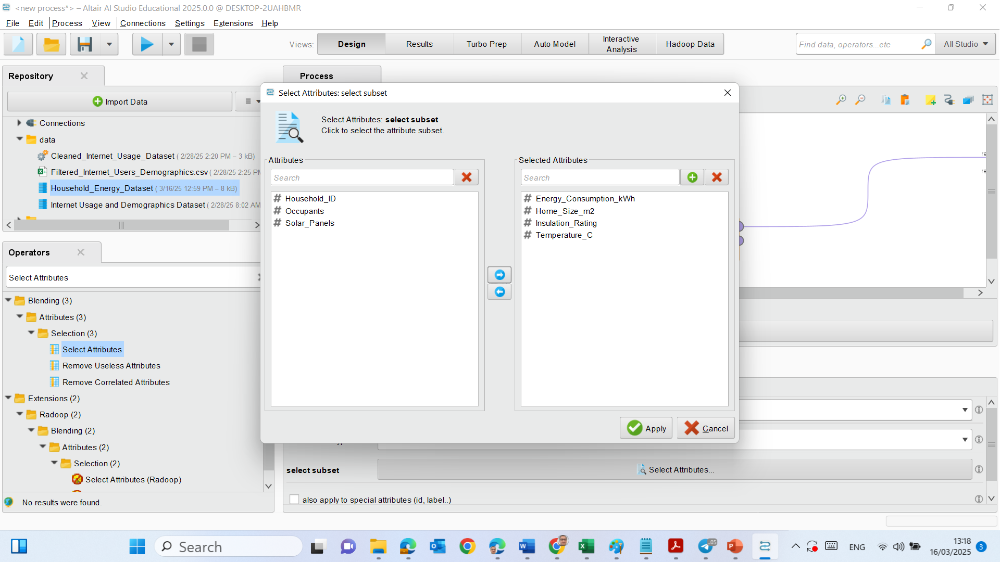 <new process*> – Altair AI Studio Educational 2025.0.0 @ DESKTOP-2UAHBMR
File Edit Process View Connections Settings Extensions Help
Views: Design Results Turbo Prep Auto Model Interactive Analysis Hadoop Data
Find data, operators...etc All Studio
Repository
Import Data
Connections
data
Cleaned_Internet_Usage_Dataset ( 2/28/25 2:20 PM – 3 kB)
Filtered_Internet_Users_Demographics.csv ( 2/28/25 2:25 PM
Household_Energy_Dataset ( 3/16/25 12:59 PM – 8 kB)
Internet Usage and Demographics Dataset ( 2/28/25 8:02 AM
Operators
Select Attributes
Blending (3)
Attributes (3)
Selection (3)
Select Attributes
Remove Useless Attributes
Remove Correlated Attributes
Extensions (2)
Radoop (2)
Blending (2)
Attributes (2)
Selection (2)
Select Attributes (Radoop)
No results were found.
Process
re
re
Select Attributes: select subset
Select Attributes: select subset
Click to select the attribute subset.
Attributes
Search
# Household_ID
# Occupants
# Solar_Panels
Selected Attributes
Search
# Energy_Consumption_kWh
# Home_Size_m2
# Insulation_Rating
# Temperature_C
Apply Cancel
select subset Select Attributes...
also apply to special attributes (id, label..)
Search
05
ENG
13:18
16/03/2025
3